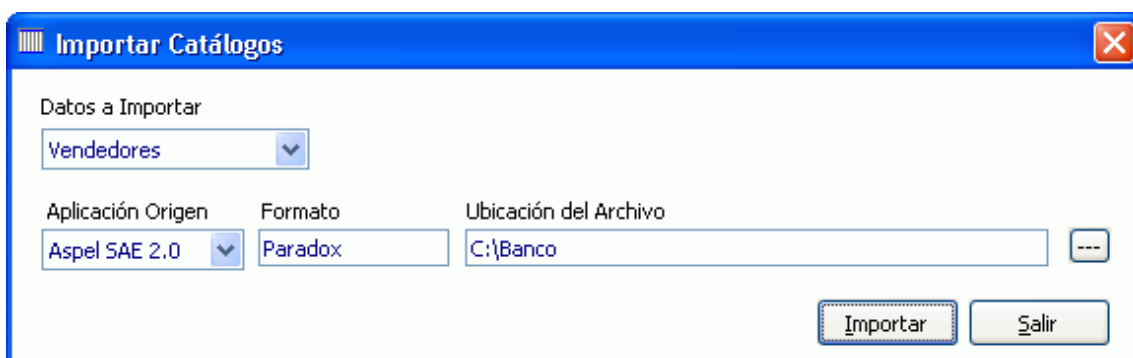 Importar Catálogos
Datos a Importar
Vendedores
Aplicación Origen Formato Ubicación del Archivo
Aspel SAE 2.0 Paradox C:\Banco ---
Importar Salir